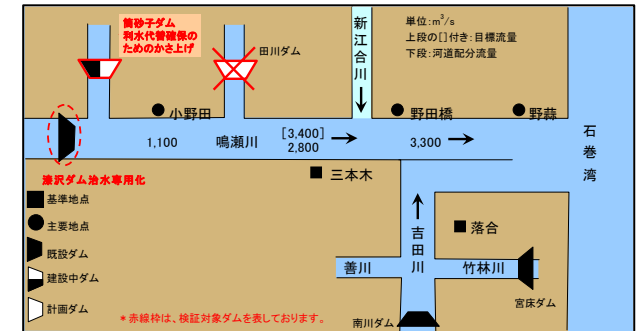 筒砂子ダム
利水代替確保の
ためのかさ上げ
田川ダム
新江合川
単位:m³/s
上段の[]付き:目標流量
下段:河道配分流量
小野田
野田橋
野蒜
1,100
鳴瀬川
[3,400]
2,800
3,300
石巻湾
漆沢ダム治水専用化
三本木
基準地点
主要地点
既設ダム
建設中ダム
計画ダム
吉田川
落合
善川
竹林川
宮床ダム
南川ダム
*赤線枠は、検証対象ダムを表しております。